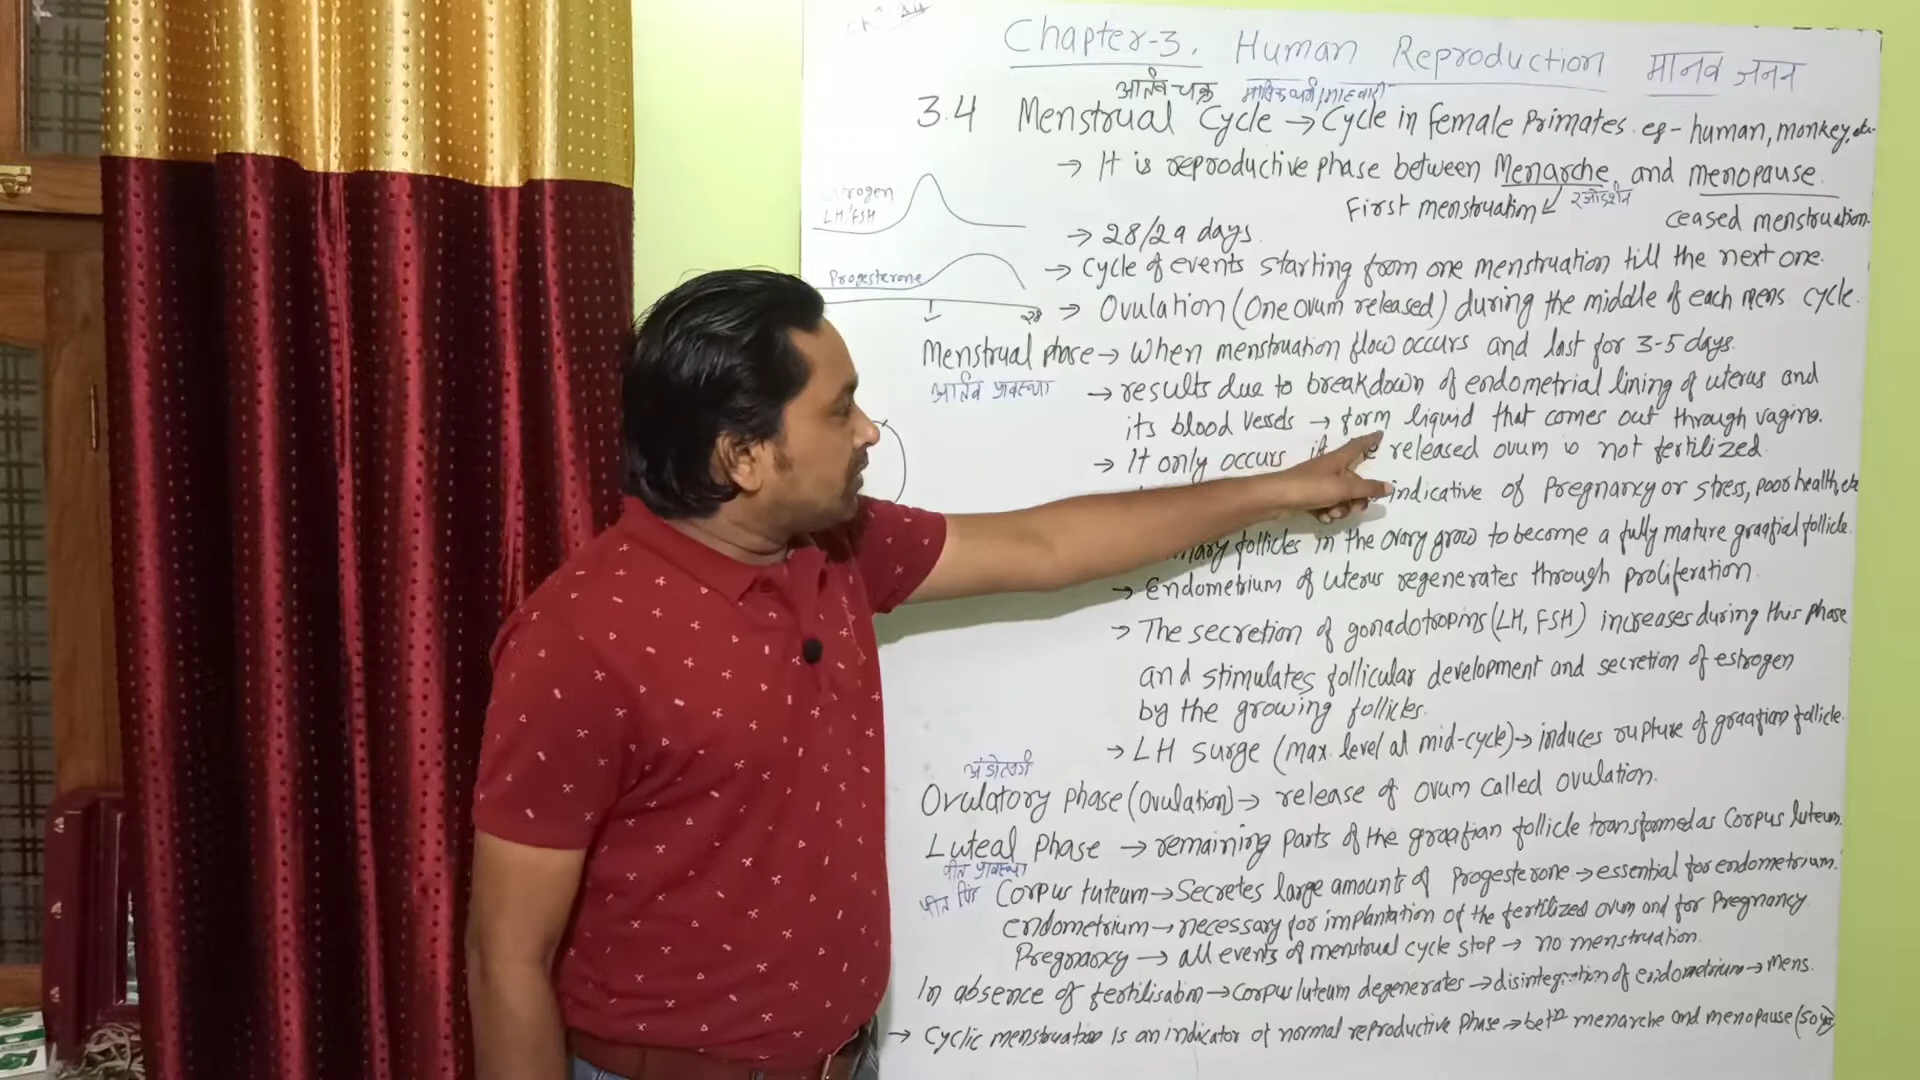 Chapter-3. Human Reproduction मानव जनन
आर्तव चक्र
3.4 Menstrual Cycle → Cycle in female Primates. eg - human, monkey, etc.
→ It is reproductive phase between Menarche and menopause.
First menstruation रजोदर्शन ceased menstruation.
LH FSH
→ 28/29 days.
Progesterone → Cycle of events starting from one menstruation till the next one.
28 → Ovulation (One ovum released) during the middle of each mens. cycle.
Menstrual phase → When menstruation flow occurs and last for 3-5 days.
आर्तव अवस्था → results due to breakdown of endometrial lining of uterus and
its blood vessels → form liquid that comes out through vagina.
→ It only occurs released ovum is not fertilized.
indicative of Pregnancy or stress, poor health, etc
follicles in the ovary grow to become a fully mature graafial follicle.
→ endometrium of uterus regenerates through proliferation.
→ The secretion of gonadotropins (LH, FSH) increases during this phase
and stimulates follicular development and secretion of estrogen
by the growing follicles.
→ LH surge (max. level at mid-cycle) → induces rupture of graafian follicle.
अंडोत्सर्ग
Ovulatory phase (Ovulation) → release of ovum called ovulation.
Luteal phase → remaining parts of the graafian follicle transformed as Corpus luteum.
पीत अवस्था
पीत पिंड Corpus luteum → Secretes large amounts of Progesterone → essential for endometrium.
endometrium → necessary for implantation of the fertilized ovum and for Pregnancy
Pregnancy → all events of menstrual cycle stop → no menstruation.
In absence of fertilisation → corpus luteum degenerates → disintegration of endometrium → mens.
→ Cyclic menstruation is an indicator of normal reproductive phase → betn menarche and menopause (50